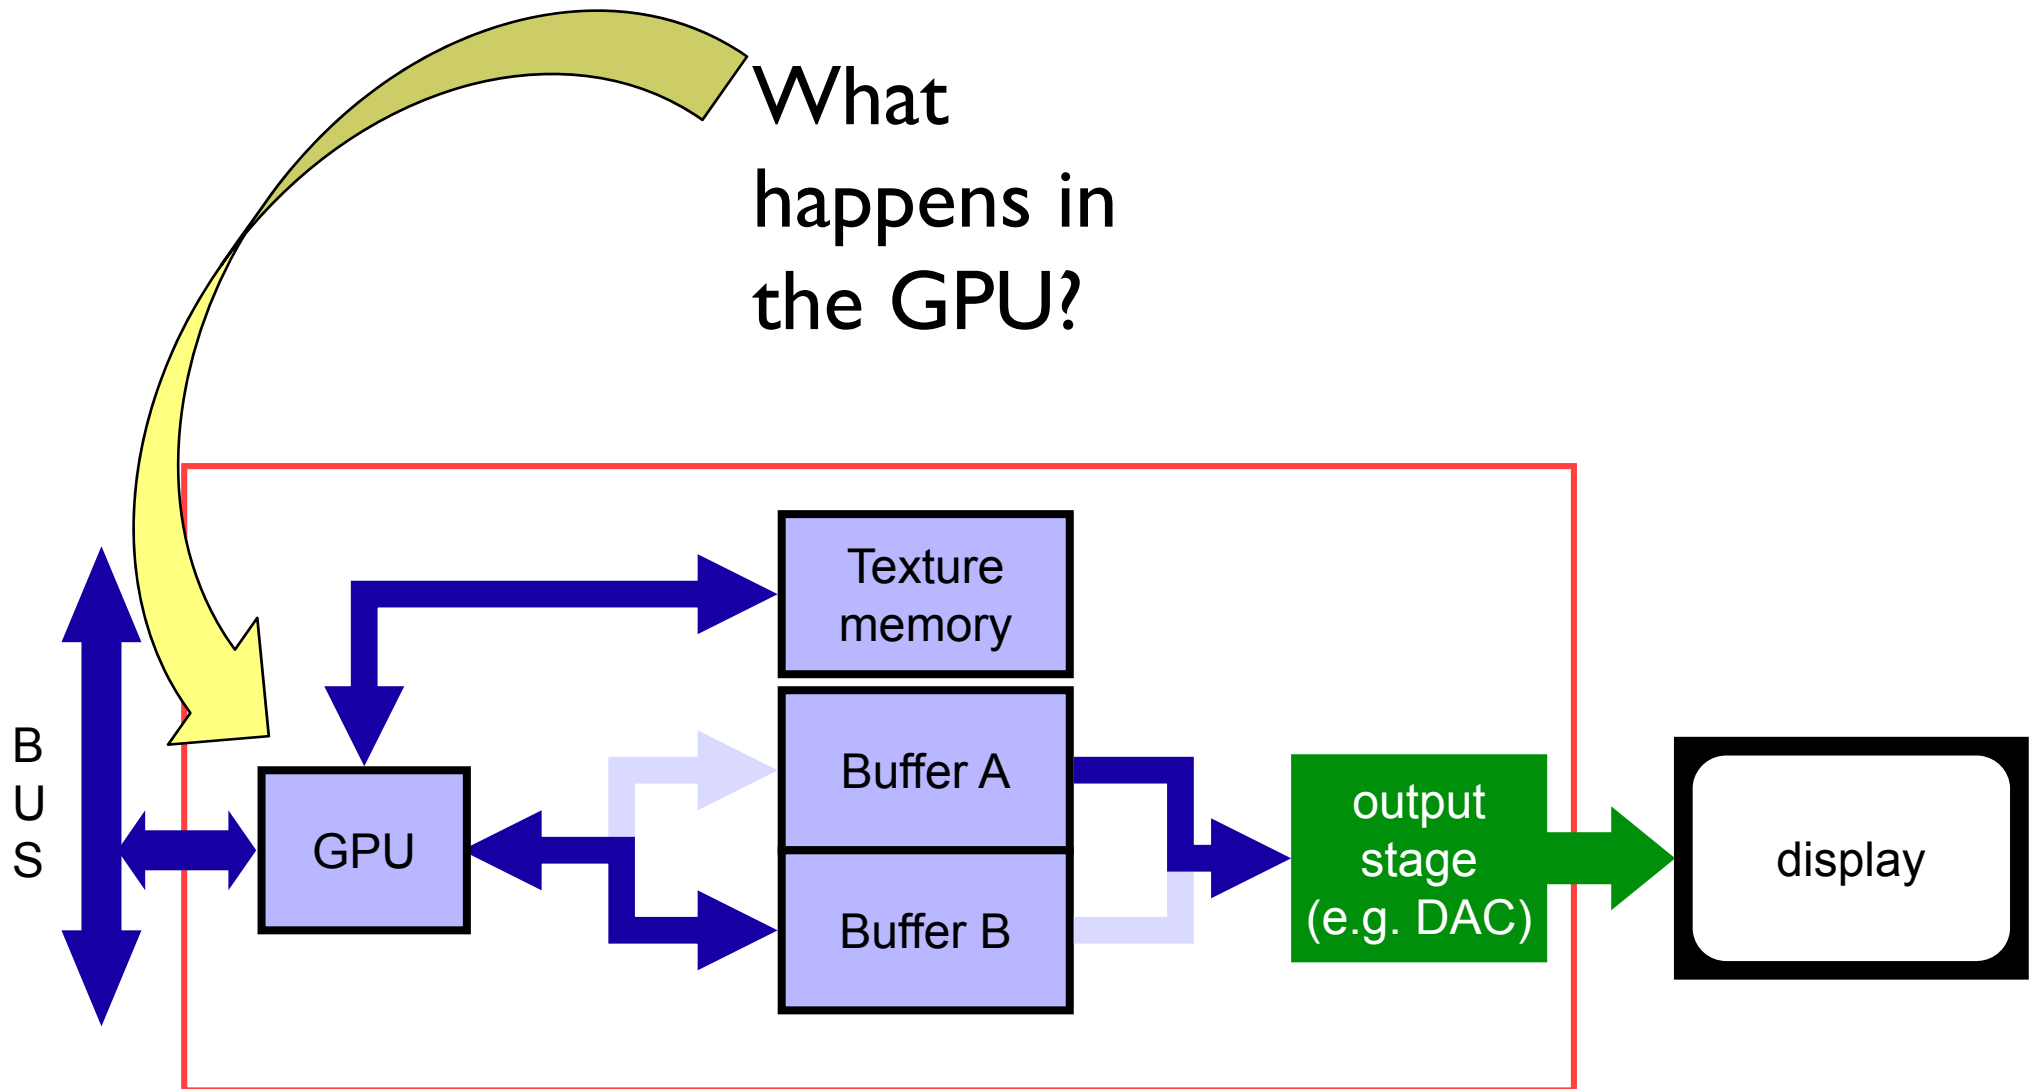 What
happens in
the GPU?
Texture
memory
B
U
S
GPU
Buffer A
Buffer B
output
stage
(e.g. DAC)
display